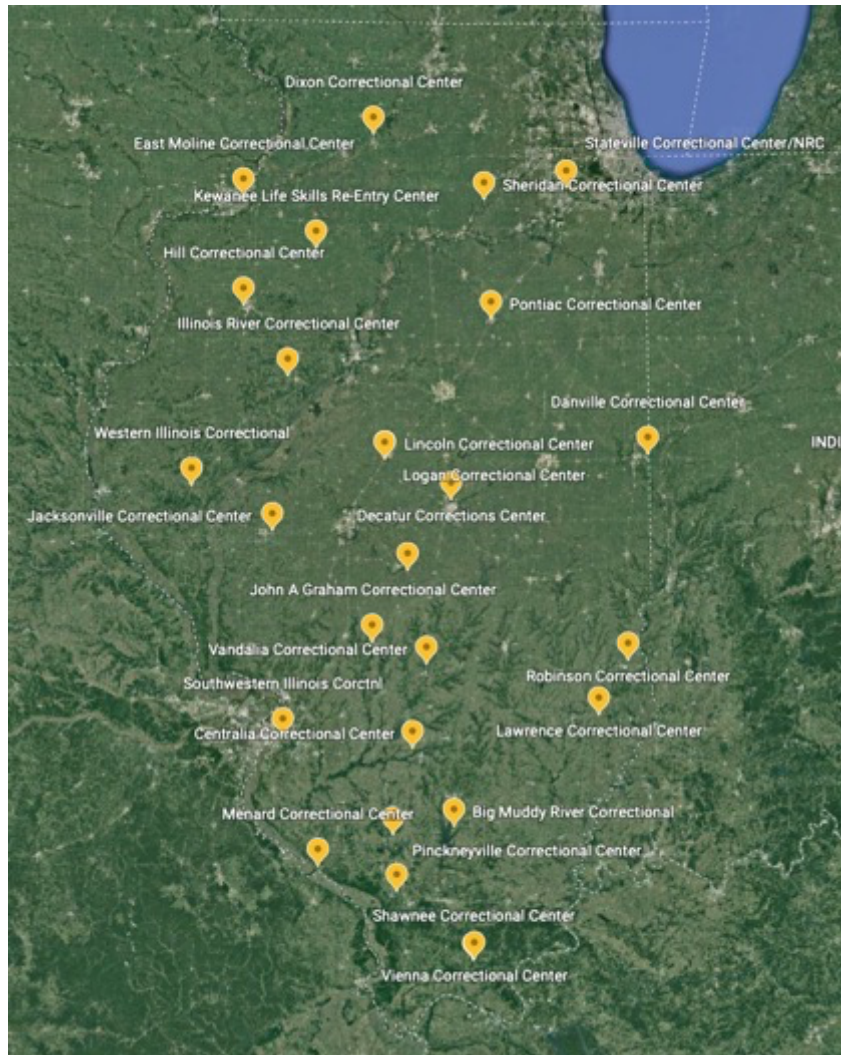 Dixon Correctional Center
East Moline Correctional Center
Stateville Correctional Center/NRC
Sheridan Correctional Center
Kewanee Life Skills Re-Entry Center
Hill Correctional Center
Pontiac Correctional Center
Illinois River Correctional Center
Danville Correctional Center
Western Illinois Correctional
Lincoln Correctional Center
INDI
Logan Correctional Center
Jacksonville Correctional Center
Decatur Corrections Center
John A Graham Correctional Center
Vandalia Correctional Center
Robinson Correctional Center
Southwestern Illinois Corctnl
Centralia Correctional Center
Lawrence Correctional Center
Menard Correctional Center
Big Muddy River Correctional
Pinckneyville Correctional Center
Shawnee Correctional Center
Vienna Correctional Center